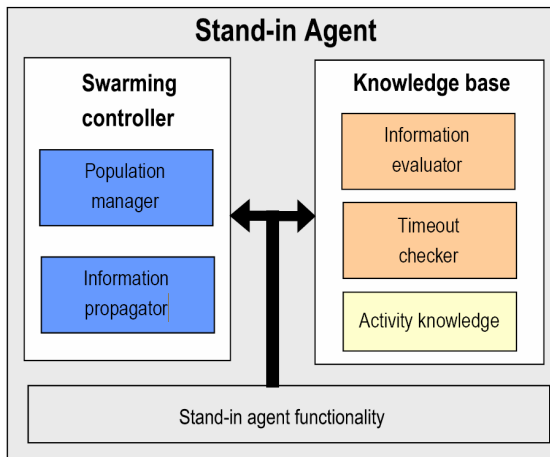 Stand-in Agent
Swarming
controller
Population
manager
Information
propagator
Knowledge base
Information
evaluator
Timeout
checker
Activity knowledge
Stand-in agent functionality